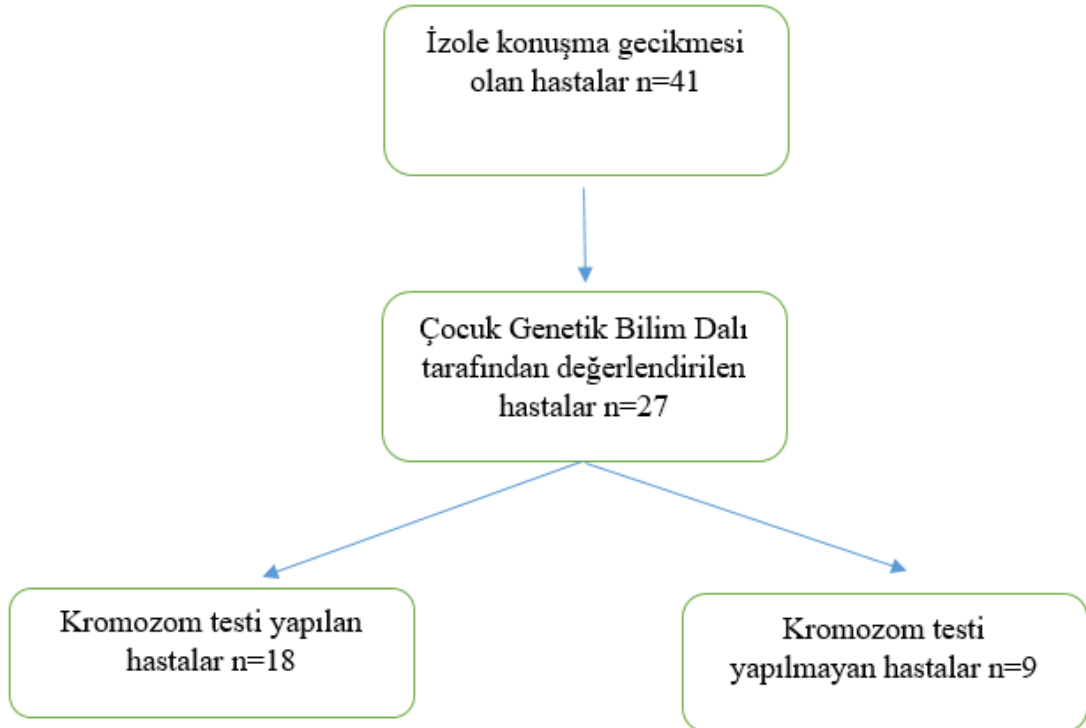 İzole konuşma gecikmesi
olan hastalar n=41
Çocuk Genetik Bilim Dalı
tarafından değerlendirilen
hastalar n=27
Kromozom testi yapılan
hastalar n=18
Kromozom testi
yapılmayan hastalar n=9